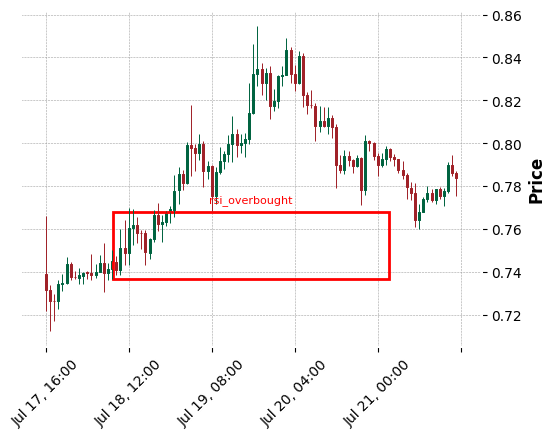 0.86
0.84
0.82
0.80
0.78
0.76
0.74
0.72
Price
rsi_overbought
Jul 17, 16:00
Jul 18, 12:00
Jul 19, 08:00
Jul 20, 04:00
Jul 21, 00:00